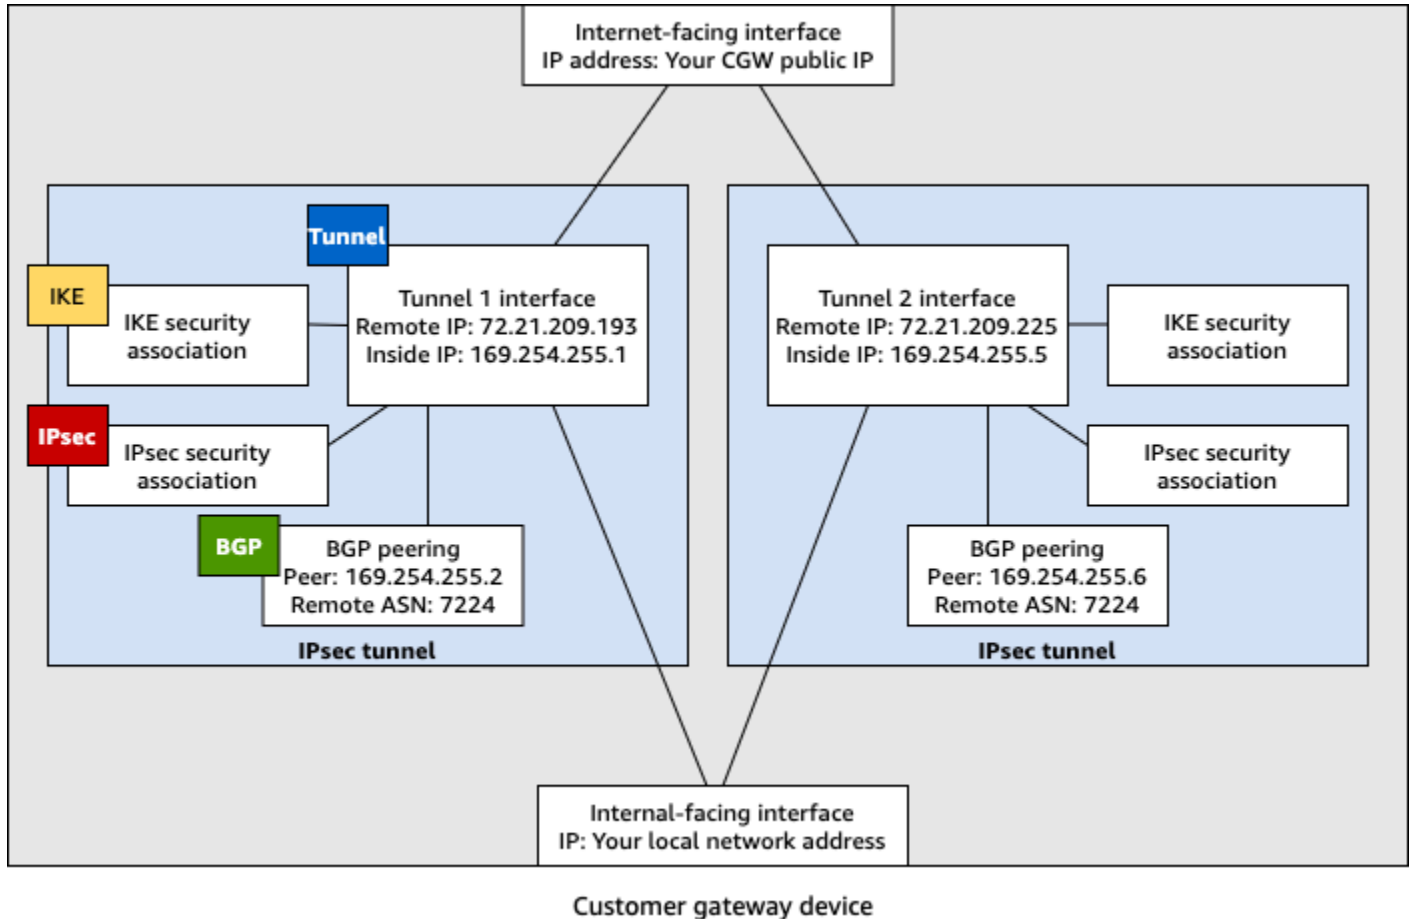 Internet-facing interface
IP address: Your CGW public IP
Tunnel
Tunnel 1 interface
Remote IP: 72.21.209.193
Inside IP: 169.254.255.1
IKE
IKE security
association
IPsec
IPsec security
association
BGP
BGP peering
Peer: 169.254.255.2
Remote ASN: 7224
IPsec tunnel
Tunnel 2 interface
Remote IP: 72.21.209.225
Inside IP: 169.254.255.5
IKE security
association
IPsec security
association
BGP peering
Peer: 169.254.255.6
Remote ASN: 7224
IPsec tunnel
Internal-facing interface
IP: Your local network address
Customer gateway device